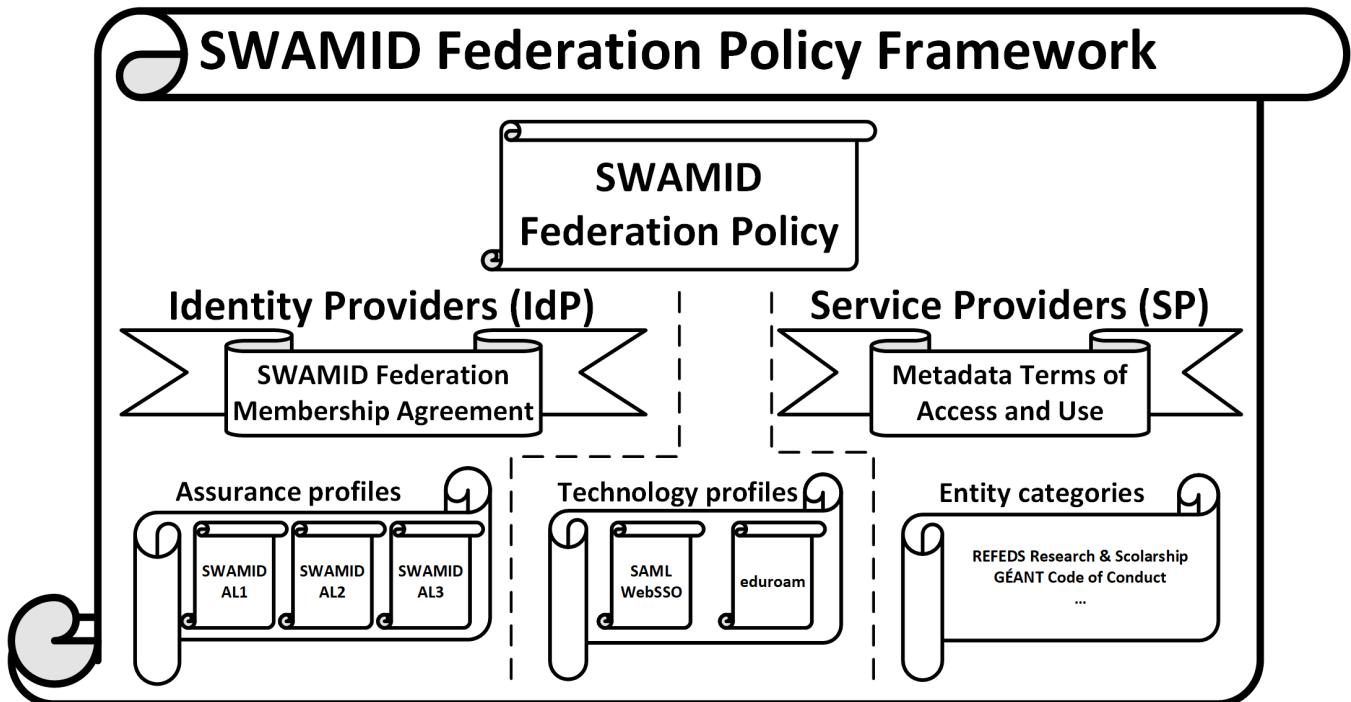 SWAMID Federation Policy Framework
SWAMID
Federation Policy
Identity Providers (IdP)
SWAMID Federation
Membership Agreement
Service Providers (SP)
Metadata Terms of
Access and Use
Assurance profiles
SWAMID
AL1
SWAMID
AL2
SWAMID
AL3
Technology profiles
SAML
WebSSO
eduroam
Entity categories
REFEDS Research & Scolarship
GÉANT Code of Conduct
...